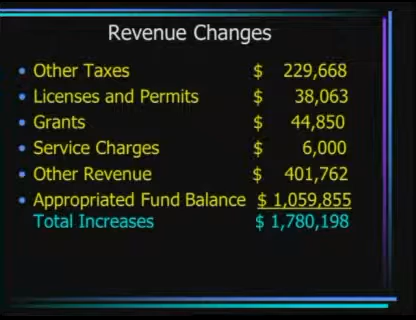 Revenue Changes
• Other Taxes $ 229,668
• Licenses and Permits $ 38,063
• Grants $ 44,850
• Service Charges $ 6,000
• Other Revenue $ 401,762
• Appropriated Fund Balance $ 1,059,855
Total Increases $ 1,780,198